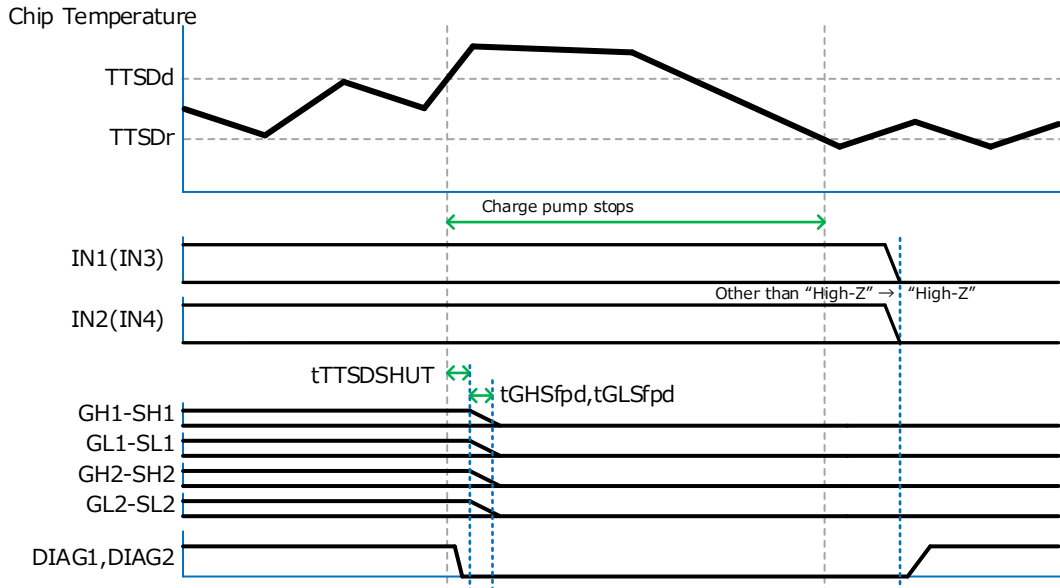 Chip Temperature
TTSDd
TTSDr
Charge pump stops
IN1(IN3)
Other than “High-Z” → “High-Z”
IN2(IN4)
tTTSDSHUT
tGHSfpd,tGLSfpd
GH1-SH1
GL1-SL1
GH2-SH2
GL2-SL2
DIAG1,DIAG2